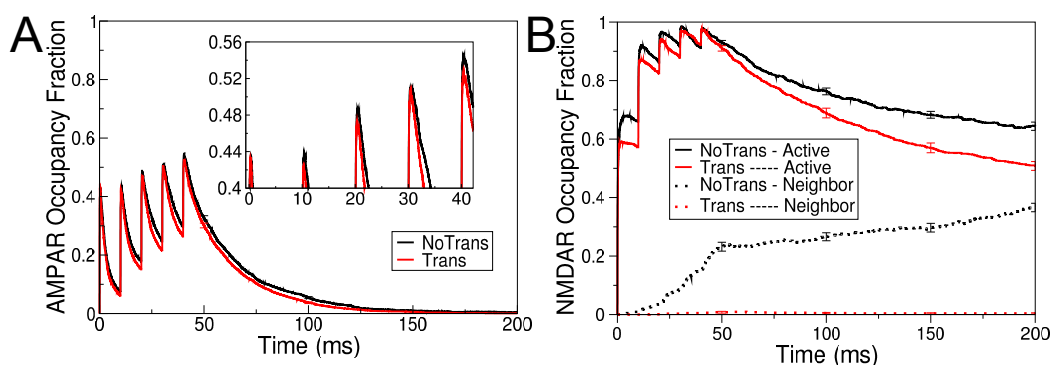 A
AMPAR Occupancy Fraction
1
0.8
0.6
0.4
0.2
0
0
50
100
150
200
Time (ms)
0.56
0.52
0.48
0.44
0.4
0
10
20
30
40
NoTrans
Trans
B
NMDAR Occupancy Fraction
1
0.8
0.6
0.4
0.2
0
0
50
100
150
200
Time (ms)
NoTrans - Active
Trans ----- Active
NoTrans - Neighbor
Trans ----- Neighbor